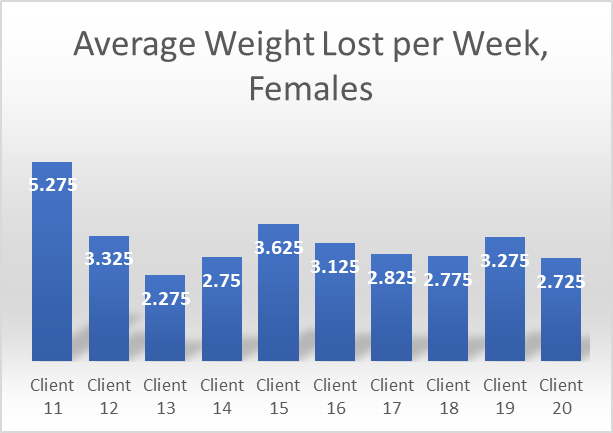 Average Weight Lost per Week,
Females
5.275
3.325
2.275
2.75
3.625
3.125
2.825
2.775
3.275
2.725
Client Client Client Client Client Client Client Client Client Client
11 12 13 14 15 16 17 18 19 20